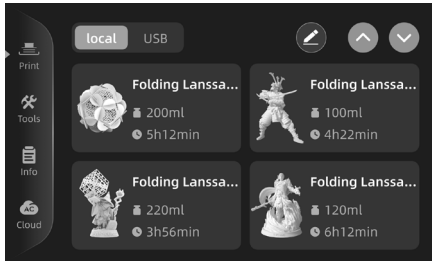 local
USB
Print
Tools
Info
AC
Cloud
Folding Lanssa...
200ml
5h12min
Folding Lanssa...
100ml
4h22min
Folding Lanssa...
220ml
3h56min
Folding Lanssa...
120ml
6h12min